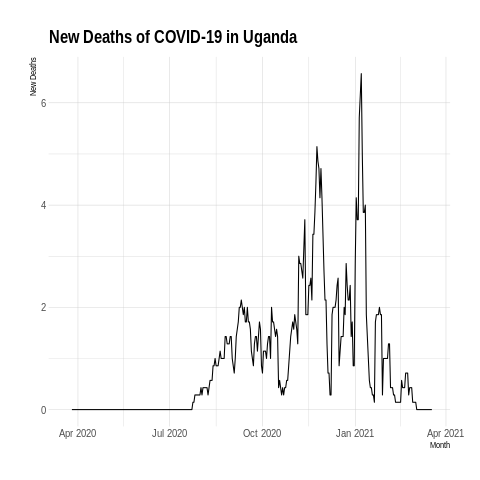 New Deaths of COVID-19 in Uganda
New Deaths
6
4
2
0
Apr 2020 Jul 2020 Oct 2020 Jan 2021 Apr 2021
Month